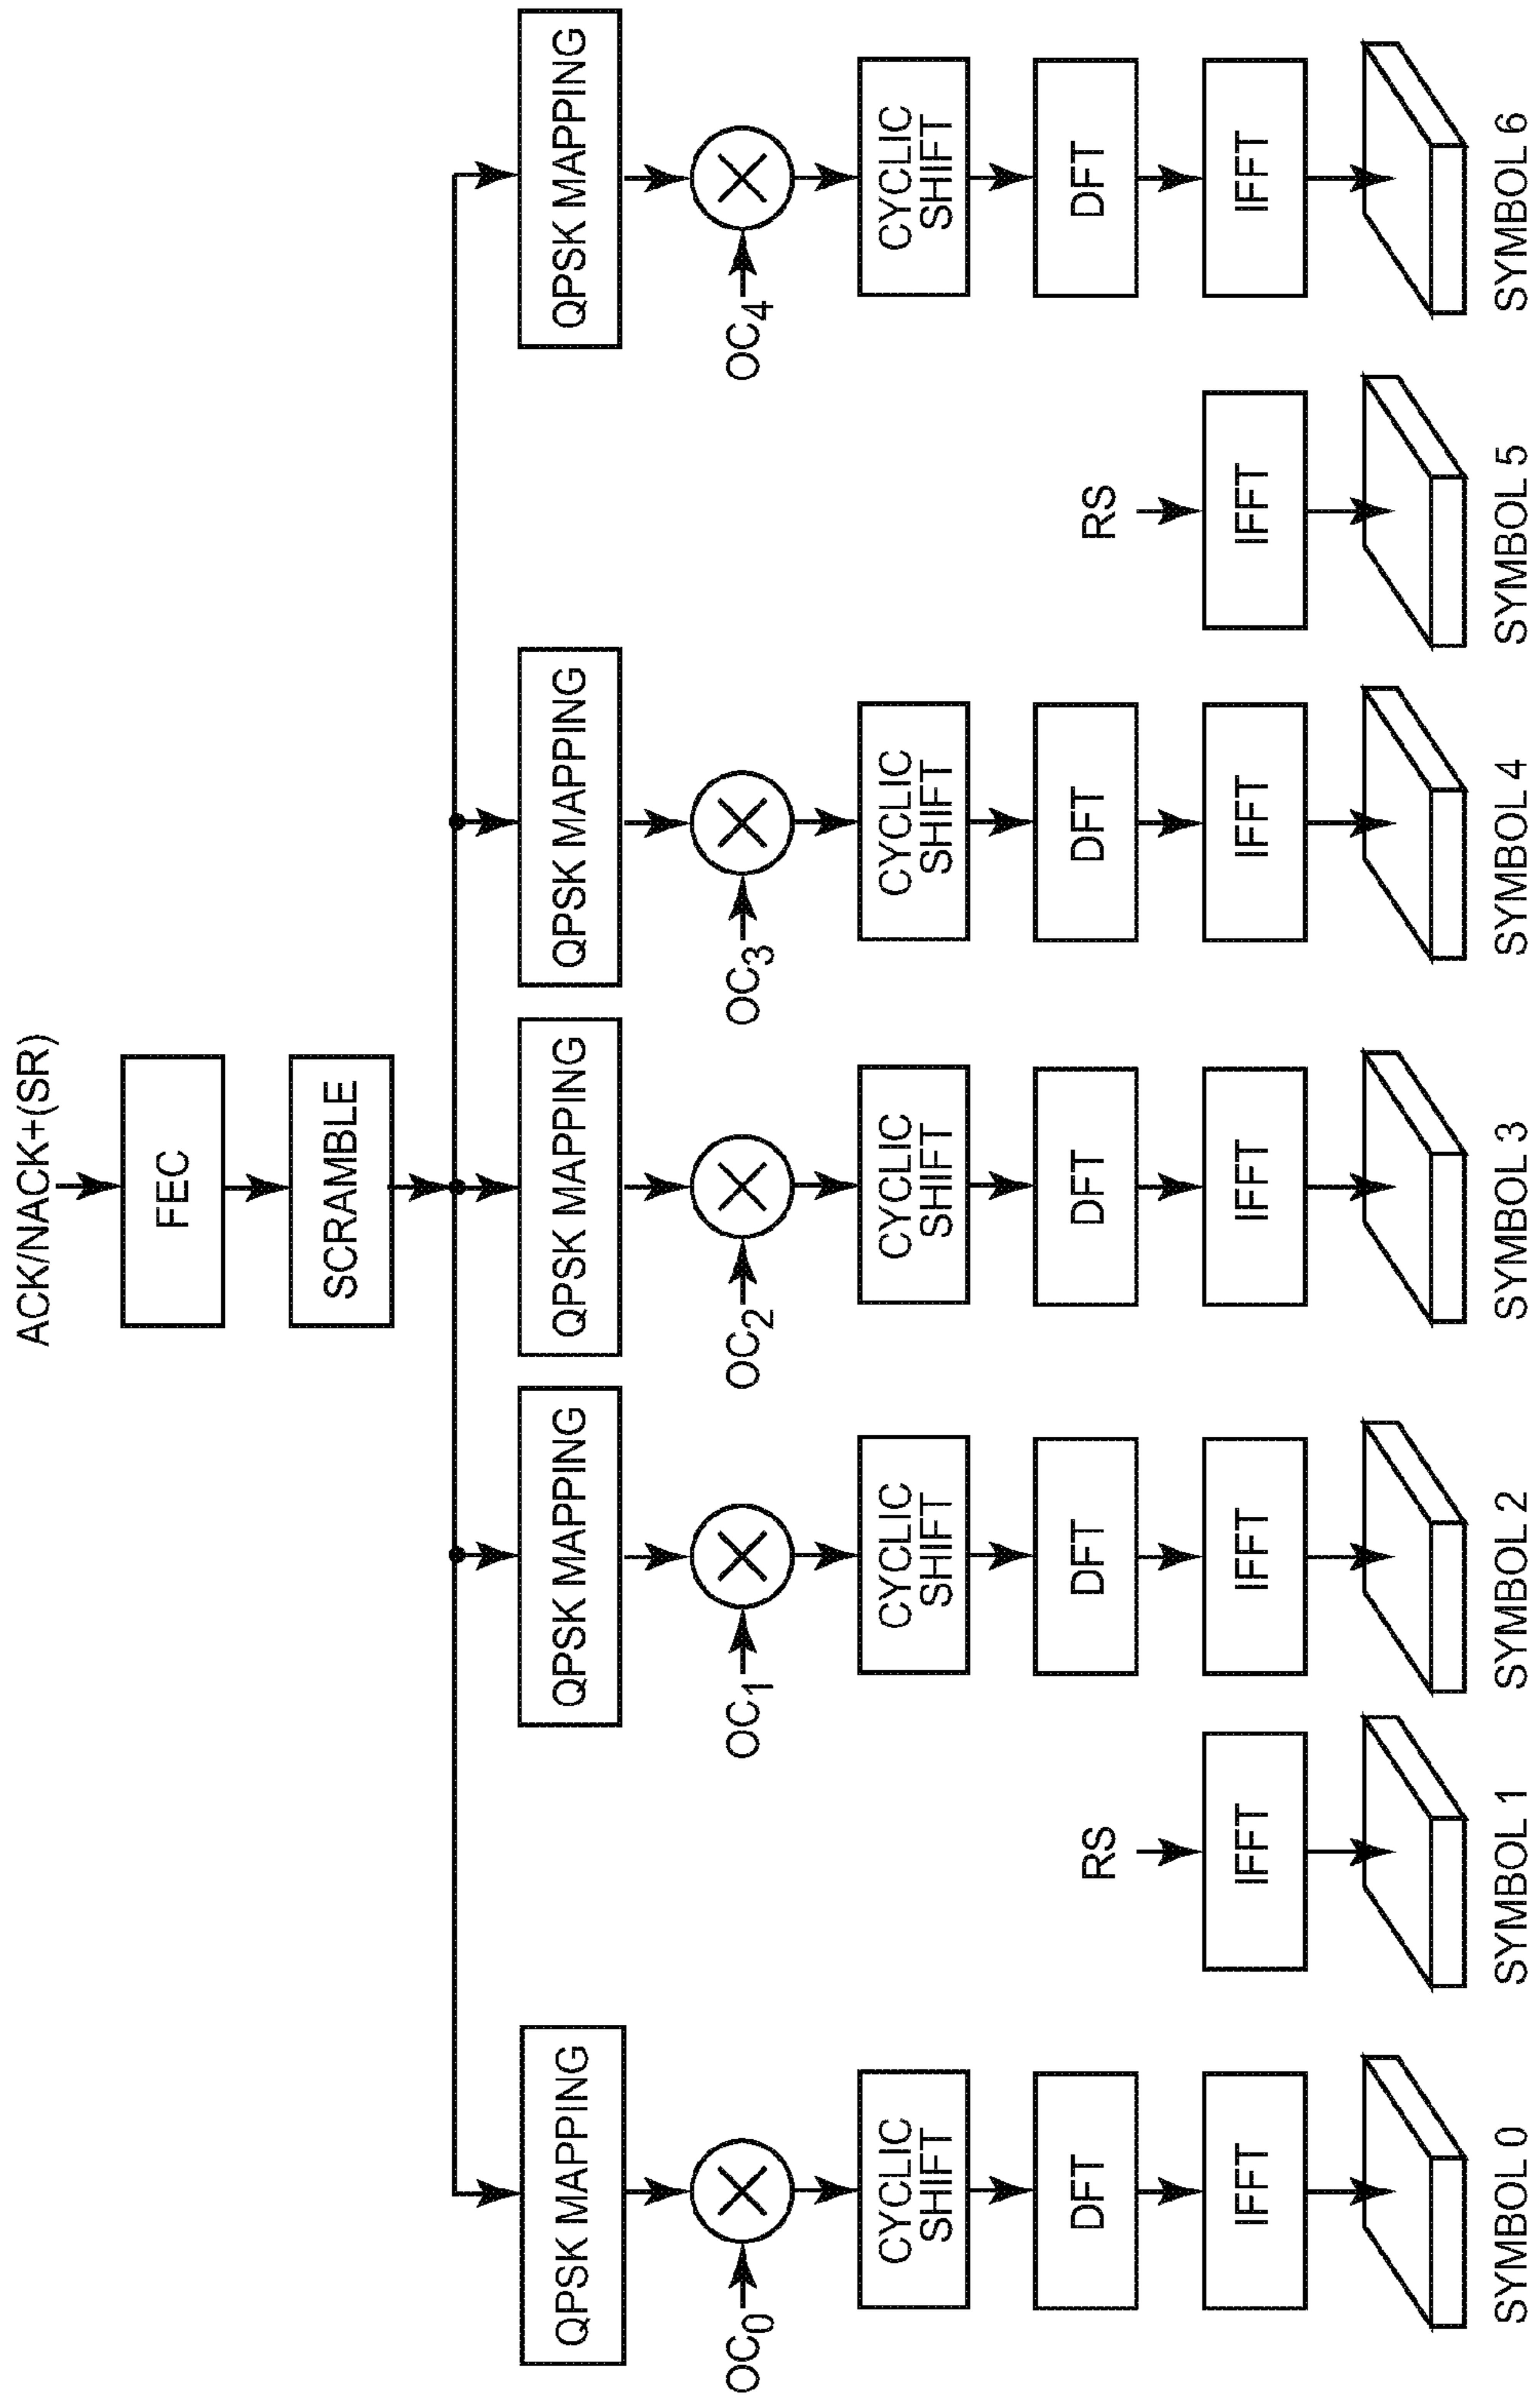 ACK/NACK+(SR)
FEC
SCRAMBLE
QPSK MAPPING
QPSK MAPPING
QPSK MAPPING
QPSK MAPPING
QPSK MAPPING
OC0
OC1
OC2
OC3
OC4
CYCLIC
SHIFT
CYCLIC
SHIFT
CYCLIC
SHIFT
CYCLIC
SHIFT
CYCLIC
SHIFT
DFT
RS
DFT
DFT
DFT
RS
DFT
IFFT
IFFT
IFFT
IFFT
IFFT
IFFT
IFFT
SYMBOL 0
SYMBOL 1
SYMBOL 2
SYMBOL 3
SYMBOL 4
SYMBOL 5
SYMBOL 6